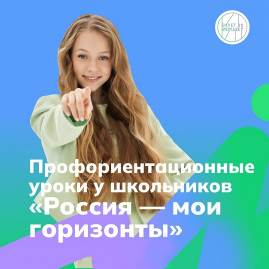 Профориентационные
уроки у школьников
«Россия — мои
горизонты»